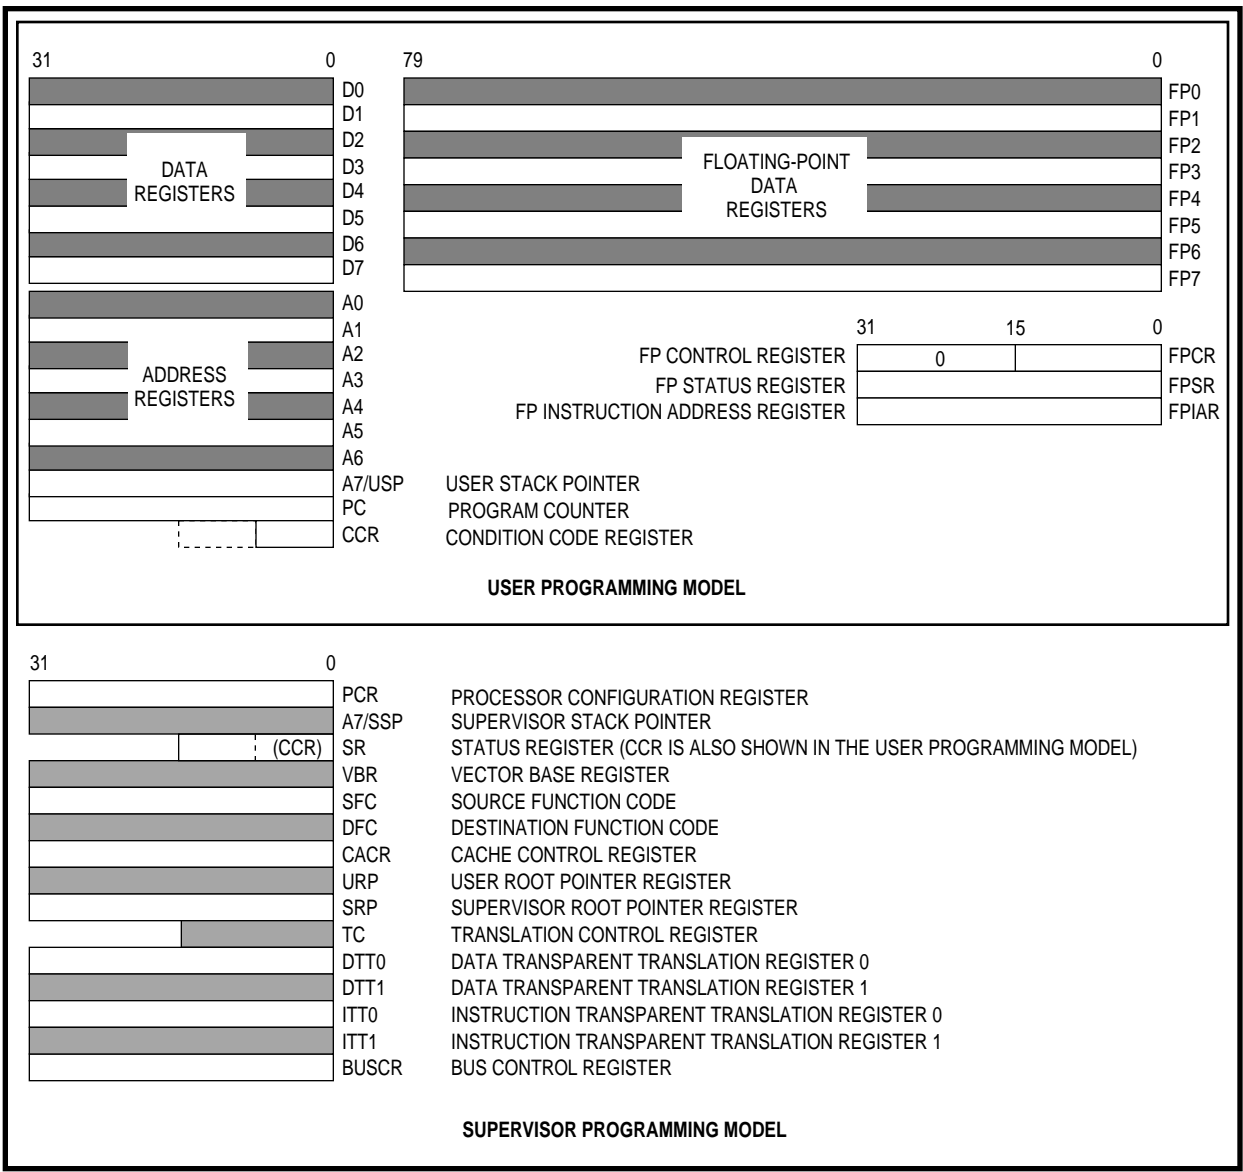 31 0 79 0
D0
D1
D2
D3
D4
D5
D6
D7
DATA
REGISTERS
FP0
FP1
FP2
FP3
FP4
FP5
FP6
FP7
FLOATING-POINT
DATA
REGISTERS
A0
A1
A2
A3
A4
A5
A6
ADDRESS
REGISTERS
31 15 0
FP CONTROL REGISTER 0 FPCR
FP STATUS REGISTER FPSR
FP INSTRUCTION ADDRESS REGISTER FPIAR
A7/USP USER STACK POINTER
PC PROGRAM COUNTER
CCR CONDITION CODE REGISTER
USER PROGRAMMING MODEL
31 0
PCR PROCESSOR CONFIGURATION REGISTER
A7/SSP SUPERVISOR STACK POINTER
(CCR) SR STATUS REGISTER (CCR IS ALSO SHOWN IN THE USER PROGRAMMING MODEL)
VBR VECTOR BASE REGISTER
SFC SOURCE FUNCTION CODE
DFC DESTINATION FUNCTION CODE
CACR CACHE CONTROL REGISTER
URP USER ROOT POINTER REGISTER
SRP SUPERVISOR ROOT POINTER REGISTER
TC TRANSLATION CONTROL REGISTER
DTT0 DATA TRANSPARENT TRANSLATION REGISTER 0
DTT1 DATA TRANSPARENT TRANSLATION REGISTER 1
ITT0 INSTRUCTION TRANSPARENT TRANSLATION REGISTER 0
ITT1 INSTRUCTION TRANSPARENT TRANSLATION REGISTER 1
BUSCR BUS CONTROL REGISTER
SUPERVISOR PROGRAMMING MODEL